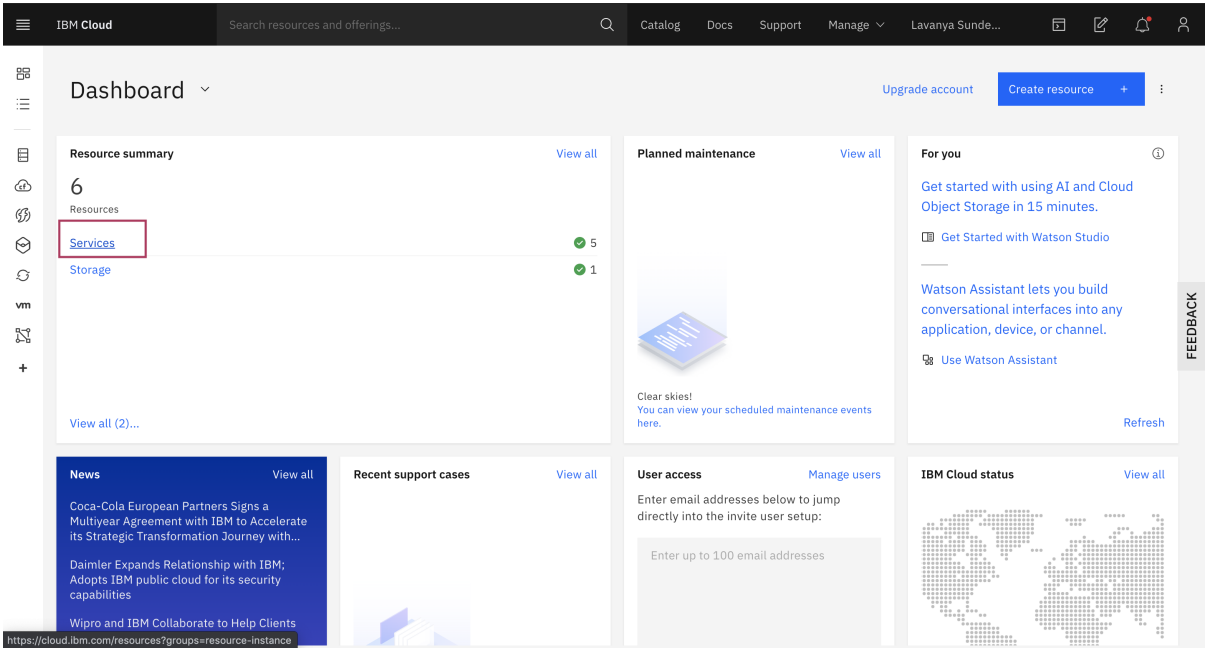 IBM Cloud
Search resources and offerings...
Catalog
Docs
Support
Manage
Lavanya Sunde...
Dashboard
Upgrade account
Create resource +
Resource summary
View all
6
Resources
Services
5
Storage
1
View all (2)...
Planned maintenance
View all
Clear skies!
You can view your scheduled maintenance events
here.
For you
Get started with using AI and Cloud
Object Storage in 15 minutes.
Get Started with Watson Studio
Watson Assistant lets you build
conversational interfaces into any
application, device, or channel.
Use Watson Assistant
Refresh
FEEDBACK
cf
vm
+
News
View all
Coca-Cola European Partners Signs a
Multiyear Agreement with IBM to Accelerate
its Strategic Transformation Journey with...
Daimler Expands Relationship with IBM;
Adopts IBM public cloud for its security
capabilities
Wipro and IBM Collaborate to Help Clients
Recent support cases
View all
User access
Manage users
Enter email addresses below to jump
directly into the invite user setup:
Enter up to 100 email addresses
IBM Cloud status
View all
https://cloud.ibm.com/resources?groups=resource-instance